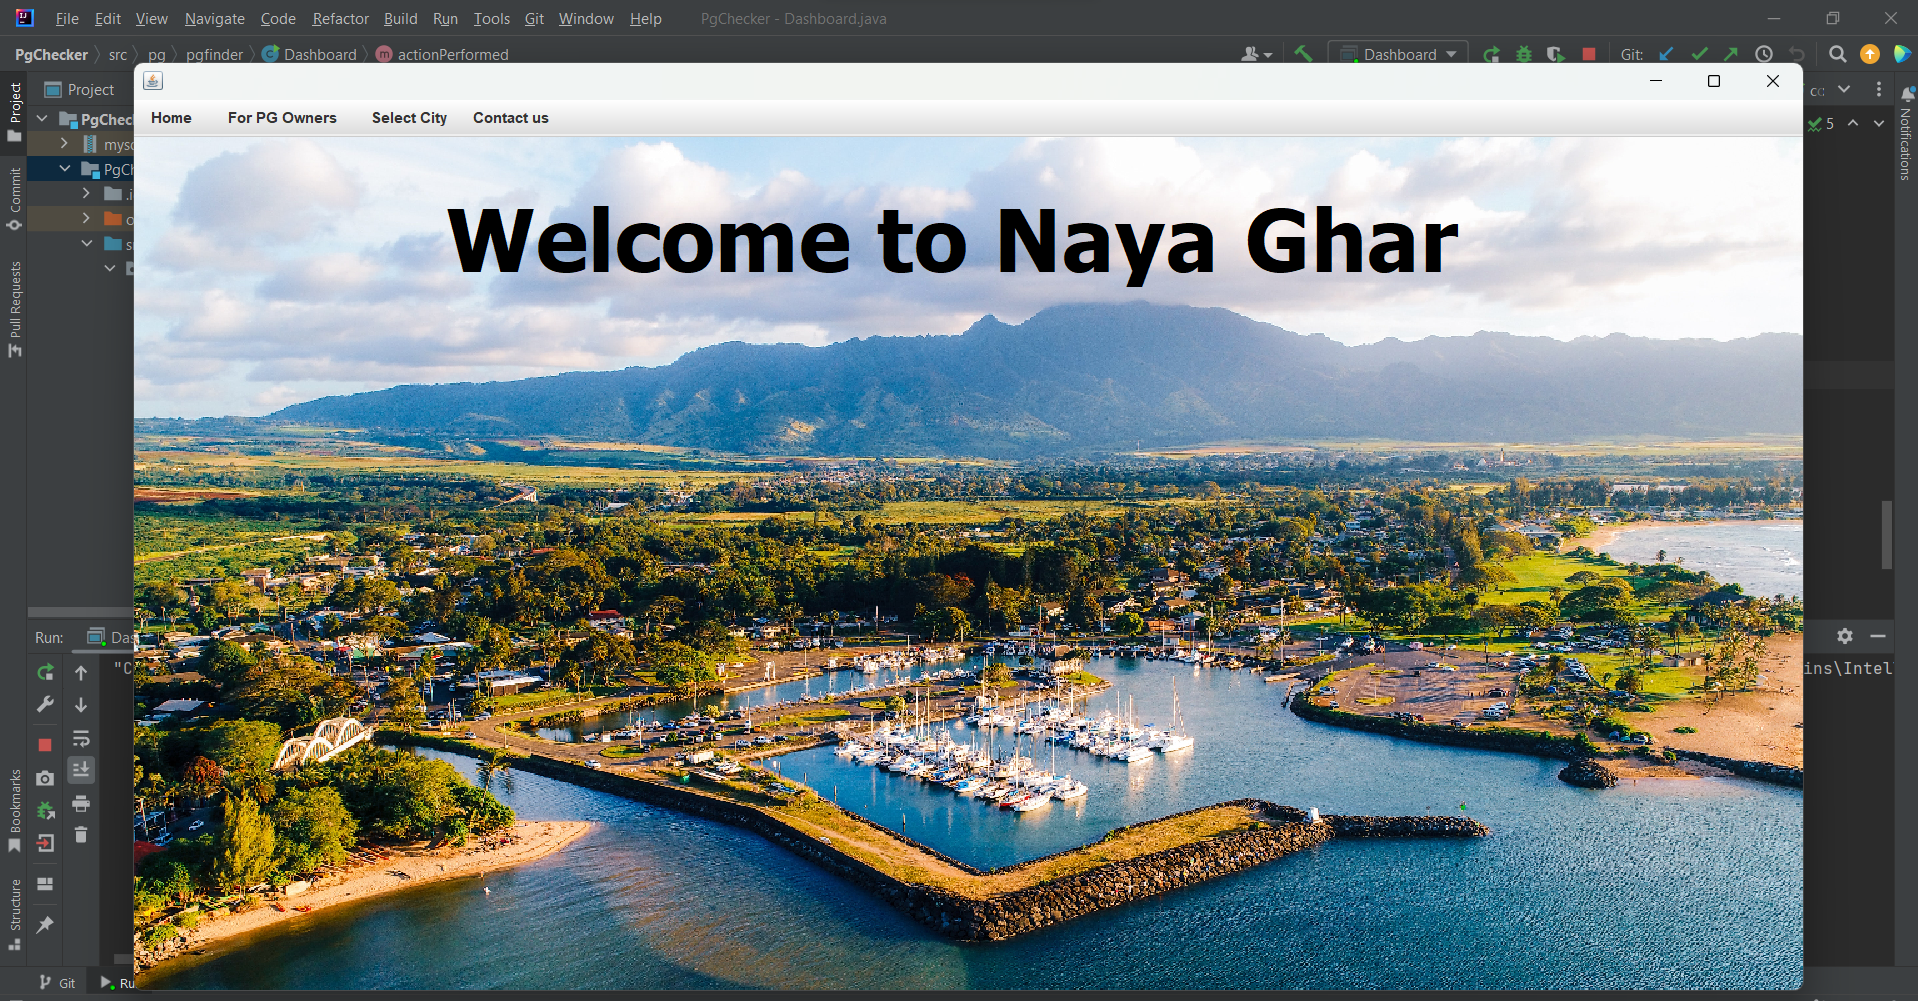 File Edit View Navigate Code Refactor Build Run Tools Git Window Help PgChecker - Dashboard.java
PgChecker src pg pgfinder Dashboard actionPerformed Dashboard Git:
Project
Home For PG Owners Select City Contact us
Welcome to Naya Ghar
PgChec
mysc
PgCh
5
Project
Commit
Pull Requests
Bookmarks
Structure
Notifications
Run: Das
"C
ins\Intel
Git Ru